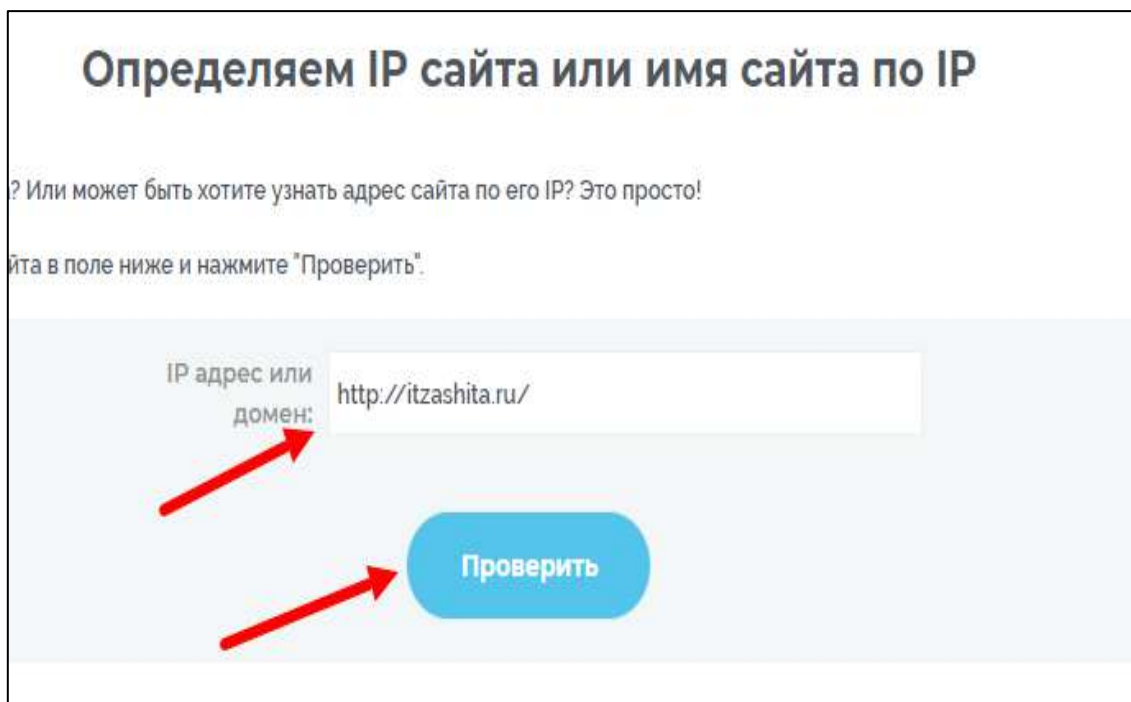 Определяем IP сайта или имя сайта по IP
? Или может быть хотите узнать адрес сайта по его IP? Это просто!
йта в поле ниже и нажмите "Проверить".
IP адрес или
домен:
http://itzashita.ru/
Проверить